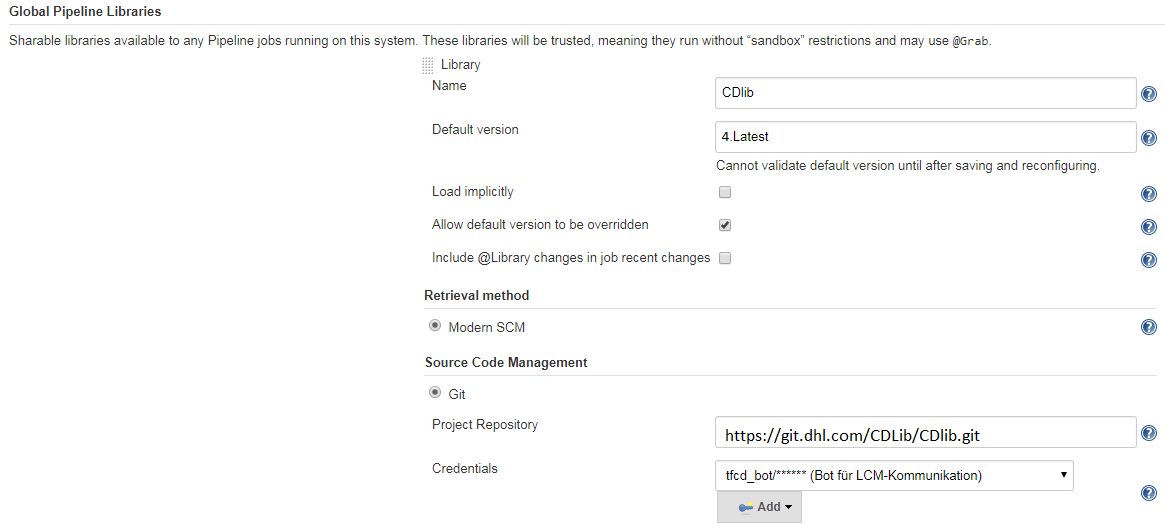 Global Pipeline Libraries
Sharable libraries available to any Pipeline jobs running on this system. These libraries will be trusted, meaning they run without “sandbox” restrictions and may use @Grab.
Library
Name
CDlib
Default version
4.Latest
Cannot validate default version until after saving and reconfiguring.
Load implicitly
Allow default version to be overridden
Include @Library changes in job recent changes
Retrieval method
Modern SCM
Source Code Management
Git
Project Repository
https://git.dhl.com/CDLib/CDlib.git
Credentials
tfcd_bot/****** (Bot für LCM-Kommunikation)
Add